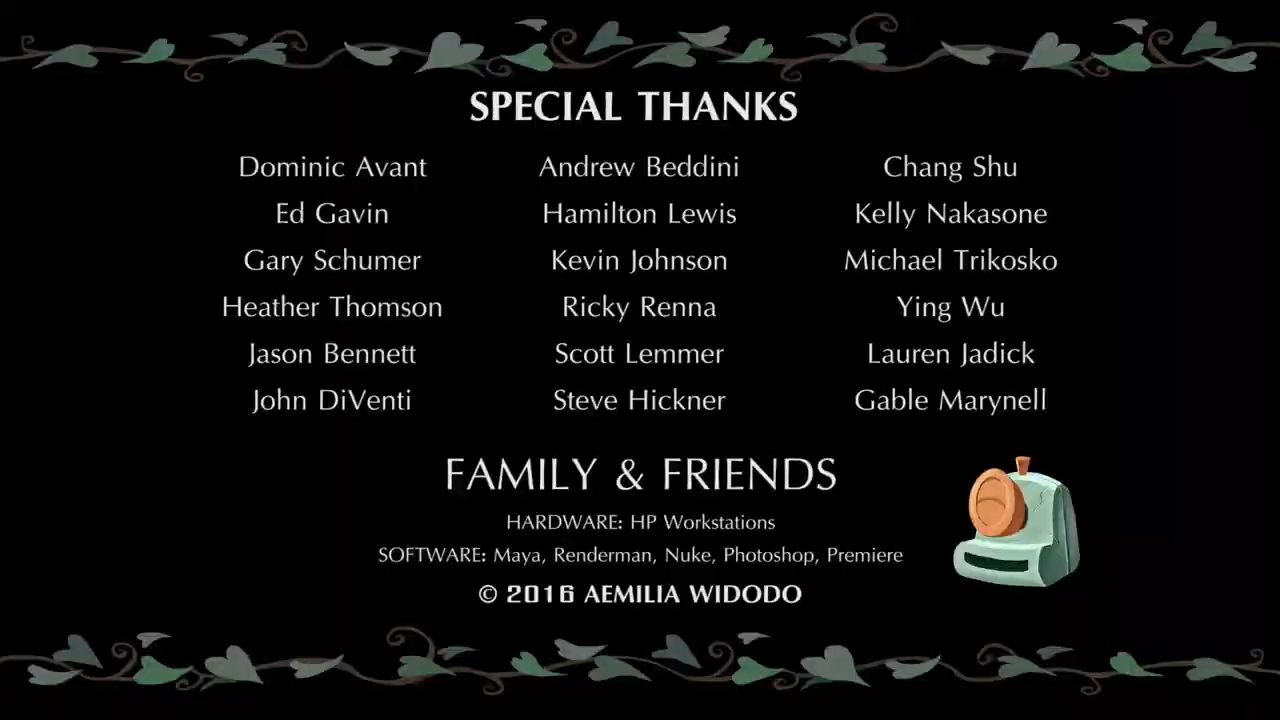 SPECIAL THANKS
Dominic Avant Andrew Beddini Chang Shu
Ed Gavin Hamilton Lewis Kelly Nakasone
Gary Schumer Kevin Johnson Michael Trikosko
Heather Thomson Ricky Renna Ying Wu
Jason Bennett Scott Lemmer Lauren Jadick
John DiVenti Steve Hickner Gable Marynell
FAMILY & FRIENDS
HARDWARE: HP Workstations
SOFTWARE: Maya, Renderman, Nuke, Photoshop, Premiere
© 2016 AEMILIA WIDODO